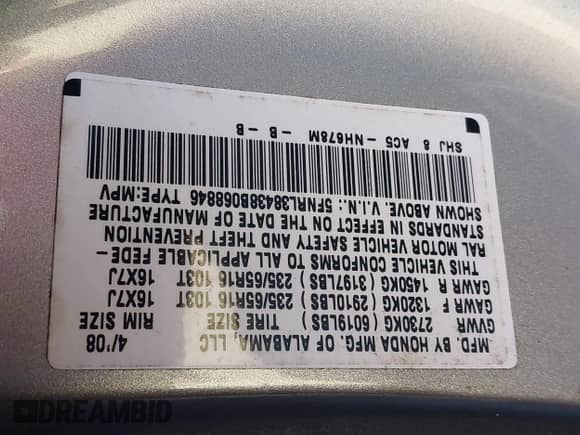 MFD. BY HONDA MFG. OF ALABAMA, LLC 4/'08
GVWR 2730KG (6019LBS) TIRE SIZE RIM SIZE
GAWR F 1320KG (2910LBS) 235/65R16 103T 16X7J
GAWR R 1450KG (3197LBS) 235/65R16 103T 16X7J
THIS VEHICLE CONFORMS TO ALL APPLICABLE FEDE-
RAL MOTOR VEHICLE SAFETY AND THEFT PREVENTION
STANDARDS IN EFFECT ON THE DATE OF MANUFACTURE
SHOWN ABOVE. V.I.N.: 5FNRL38438B068846 TYPE:MPV
SHJ 8 AC5 - NH678M - B - B
DREAMBID